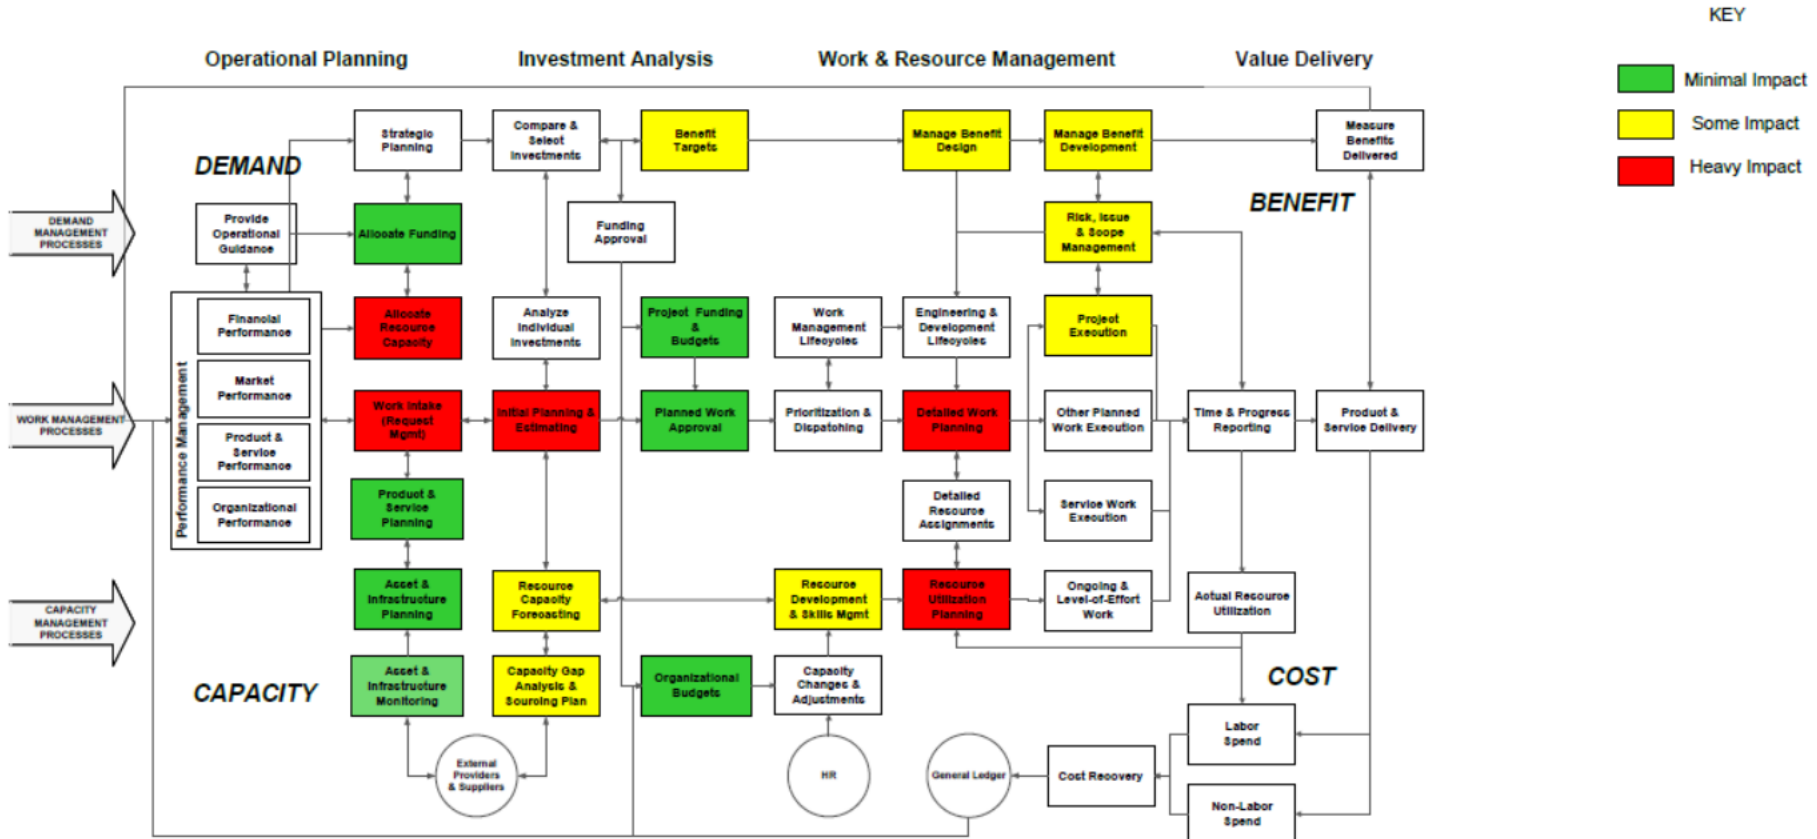 KEY
Operational Planning
Investment Analysis
Work & Resource Management
Value Delivery
Minimal Impact
Some Impact
Heavy Impact
DEMAND
BENEFIT
CAPACITY
COST
DEMAND
MANAGEMENT
PROCESSES
WORK MANAGEMENT
PROCESSES
CAPACITY
MANAGEMENT
PROCESSES
Provide
Operational
Guidance
Performance Management
Financial
Performance
Market
Performance
Product &
Service
Performance
Organizational
Performance
Strategic
Planning
Allocate Funding
Allocate
Resource
Capacity
Work Intake
(Request
Mgmt)
Product &
Service
Planning
Asset &
Infrastructure
Planning
Asset &
Infrastructure
Monitoring
External
Providers
& Suppliers
Compare &
Select
Investments
Funding
Approval
Analyze
Individual
Investments
Initial Planning &
Estimating
Resource
Capacity
Forecasting
Capacity Gap
Analysis &
Sourcing Plan
Benefit
Targets
Project Funding
&
Budgets
Planned Work
Approval
Organizational
Budgets
Work
Management
Lifecycles
Prioritization &
Dispatching
Resource
Development
& Skills Mgmt
Capacity
Changes &
Adjustments
HR
Manage Benefit
Design
Engineering &
Development
Lifecycles
Detailed Work
Planning
Detailed
Resource
Assignments
Resource
Utilization
Planning
General Ledger
Manage Benefit
Development
Risk, Issue
& Scope
Management
Project
Execution
Other Planned
Work Execution
Service Work
Execution
Ongoing &
Level-of-Effort
Work
Cost Recovery
Time & Progress
Reporting
Actual Resource
Utilization
Labor
Spend
Non-Labor
Spend
Measure
Benefits
Delivered
Product &
Service Delivery